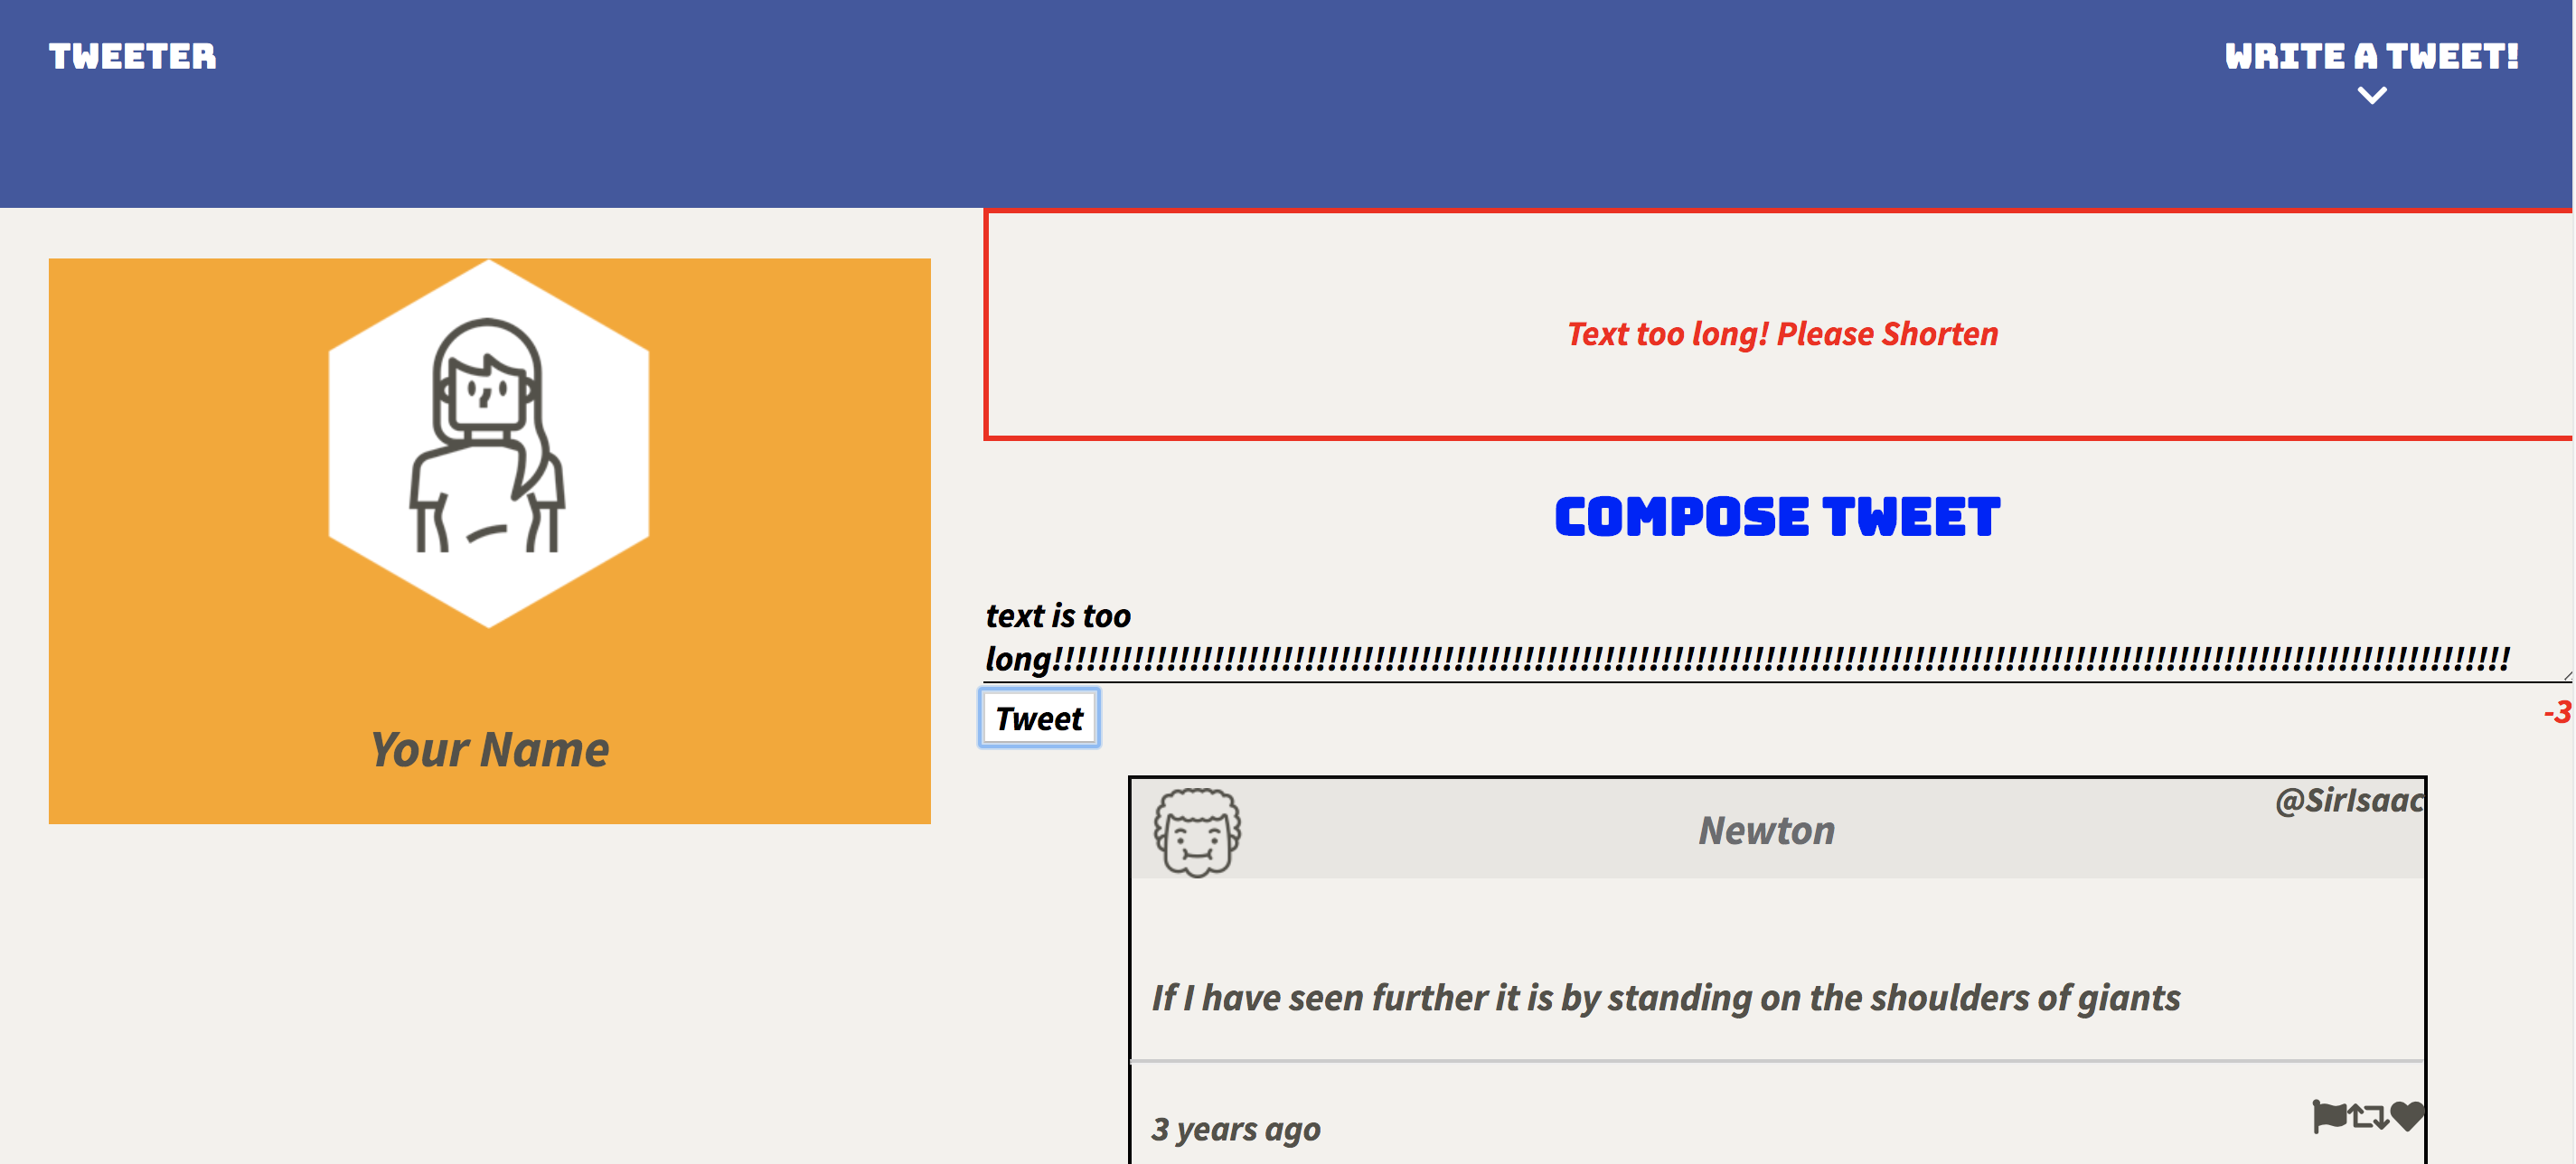 TWEETER
WRITE A TWEET!
Your Name
Text too long! Please Shorten
COMPOSE TWEET
text is too
long!!!!!!!!!!!!!!!!!!!!!!!!!!!!!!!!!!!!!!!!!!!!!!!!!!!!!!!!!!!!!!!!!!!!!!!!!!!!!!!!!!!!!!!!!!!!!!!!!!!!!!!!!!!!!!!!!!!!!!!!!!!!!!!
Tweet
-3
Newton
@SirIsaac
If I have seen further it is by standing on the shoulders of giants
3 years ago